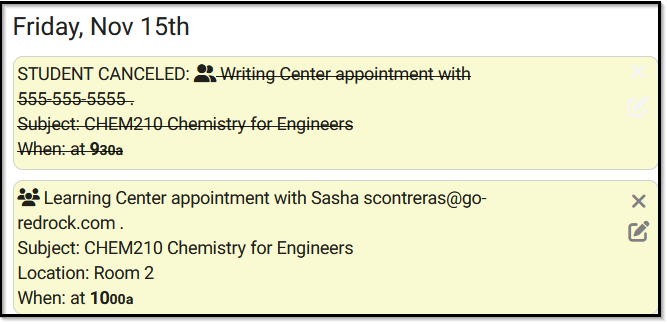 Friday, Nov 15th
STUDENT CANCELED: Writing Center appointment with
555-555-5555 .
Subject: CHEM210 Chemistry for Engineers
When: at 930a
Learning Center appointment with Sasha scontreras@go-
redrock.com .
Subject: CHEM210 Chemistry for Engineers
Location: Room 2
When: at 1000a